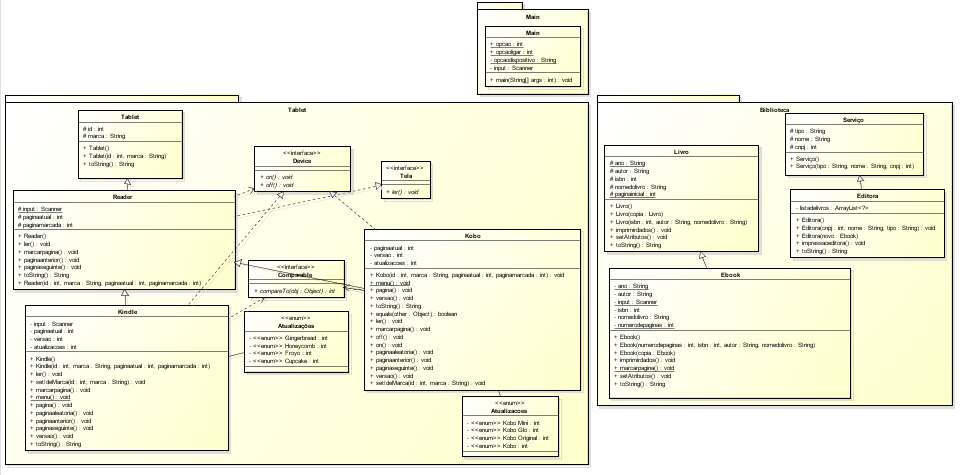 Main
Main
+ opcao : int
+ opcaoligar : int
- opcaodispositivo : String
- input : Scanner
+ main(String[] args : int) : void
Tablet
Tablet
# id : int
# marca : String
+ Tablet()
+ Tablet(id : int, marca : String)
+ toString() : String
<<interface>>
Device
+ on() : void
+ off() : void
<<interface>>
Tela
+ ler() : void
Reader
# input : Scanner
# paginaatual : int
# paginamarcada : int
+ Reader()
+ ler() : void
+ marcarpagina() : void
+ paginaanterior() : void
+ paginaseguinte() : void
+ toString() : String
+ Reader(id : int, marca : String, paginaatual : int, paginamarcada : int)
<<interface>>
Comparable
+ compareTo(obj : Object) : int
Kobo
- paginaatual : int
- versao : int
- atualizacoes : int
+ Kobo(id : int, marca : String, paginaatual : int, paginamarcada : int) : void
+ menu() : void
+ pagina() : void
+ versao() : void
+ toString() : String
+ equals(other : Object) : boolean
+ ler() : void
+ marcarpagina() : void
+ off() : void
+ on() : void
+ paginaaleatoria() : void
+ paginaanterior() : void
+ paginaseguinte() : void
+ versao() : void
+ setIdeMarca(id : int, marca : String) : void
Kindle
- input : Scanner
- paginaatual : int
- versao : int
- atualizacoes : int
+ Kindle()
+ Kindle(id : int, marca : String, paginaatual : int, paginamarcada : int)
+ ler() : void
+ setIdeMarca(id : int, marca : String) : void
+ marcarpagina() : void
+ menu() : void
+ pagina() : void
+ paginaaleatoria() : void
+ paginaanterior() : void
+ paginaseguinte() : void
+ versao() : void
+ toString() : String
<<enum>>
Atualizações
- <<enum>> Gingerbread : int
- <<enum>> Honeycomb : int
- <<enum>> Froyo : int
- <<enum>> Cupcake : int
<<enum>>
Atualizacoes
- <<enum>> Kobo Mini : int
- <<enum>> Kobo Glo : int
- <<enum>> Kobo Original : int
- <<enum>> Kobo : int
Biblioteca
Livro
# ano : String
# autor : String
# isbn : int
# nomedolivro : String
# paginainicial : int
+ Livro()
+ Livro(copia : Livro)
+ Livro(isbn : int, autor : String, nomedolivro : String)
+ imprimirdados() : void
+ setAtributos() : void
+ toString() : String
Serviço
# tipo : String
# nome : String
# cnpj : int
+ Serviço()
+ Serviço(tipo : String, nome : String, cnpj : int)
Editora
- listadelivros : ArrayList<?>
+ Editora()
+ Editora(cnpj : int, nome : String, tipo : String) : void
+ Editora(novo : Ebook)
+ impressaoeditora() : void
+ toString() : String
Ebook
- ano : String
- autor : String
- input : Scanner
- isbn : int
- nomedolivro : String
- numerodepaginas : int
+ Ebook()
+ Ebook(numerodepaginas : int, isbn : int, autor : String, nomedolivro : String)
+ Ebook(copia : Ebook)
+ imprimirdados() : void
+ marcarpagina() : void
+ setAtributos() : void
+ toString() : String